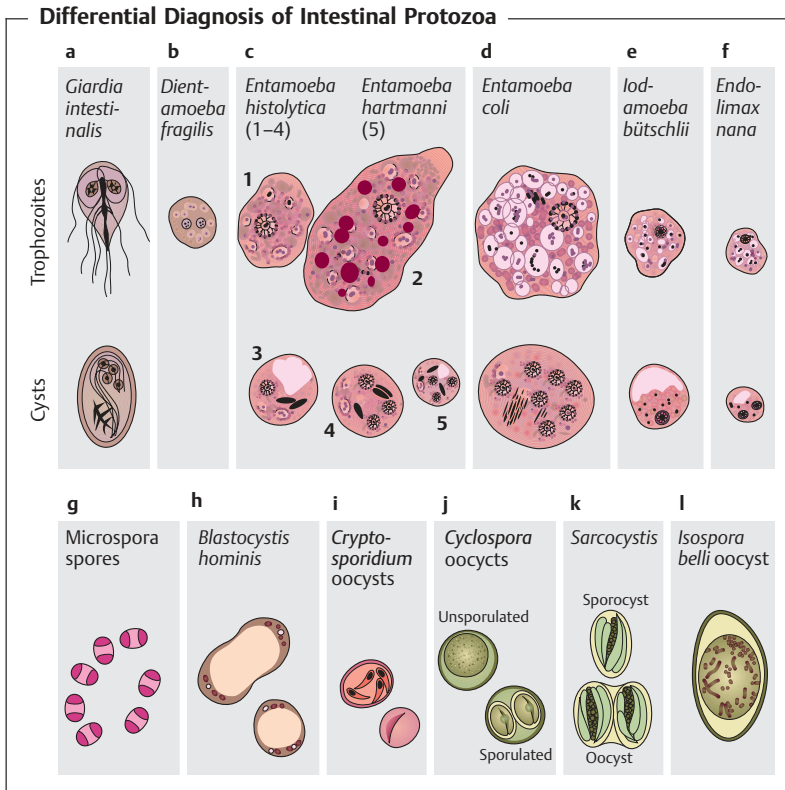 Differential Diagnosis of Intestinal Protozoa
a
Giardia
intesti-
nalis
b
Dient-
amoeba
fragilis
c
Entamoeba
histolytica
(1–4)
Entamoeba
hartmanni
(5)
d
Entamoeba
coli
e
Iod-
amoeba
bütschlii
f
Endo-
limax
nana
Trophozoites
1
2
Cysts
3
4
5
g
Microspora
spores
h
Blastocystis
hominis
i
Crypto-
sporidium
oocysts
j
Cyclospora
oocycts
Unsporulated
Sporulated
k
Sarcocystis
Sporocyst
Oocyst
l
Isospora
belli oocyst